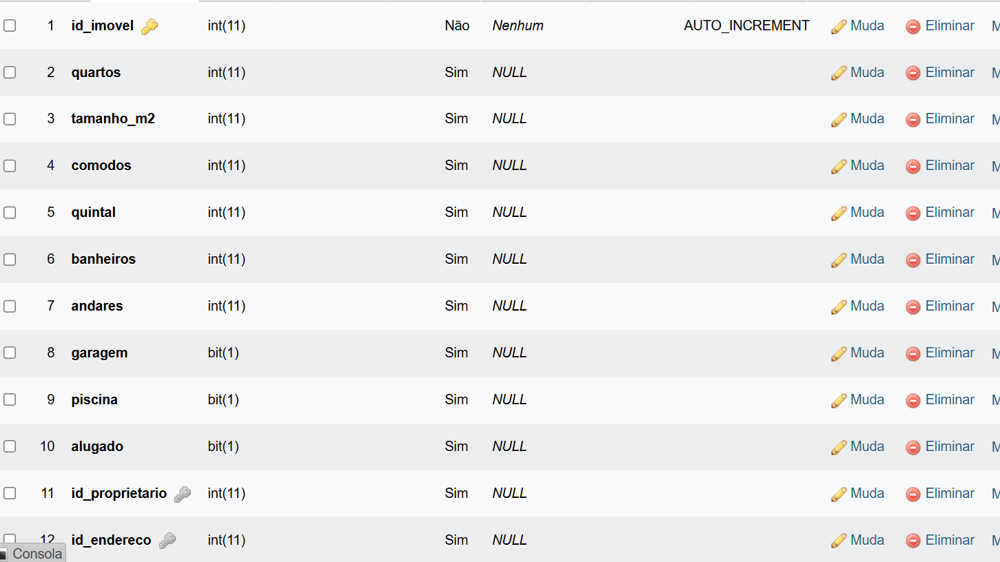 1 id_imovel int(11) Não Nenhum AUTO_INCREMENT Muda Eliminar M
2 quartos int(11) Sim NULL Muda Eliminar M
3 tamanho_m2 int(11) Sim NULL Muda Eliminar M
4 comodos int(11) Sim NULL Muda Eliminar M
5 quintal int(11) Sim NULL Muda Eliminar M
6 banheiros int(11) Sim NULL Muda Eliminar M
7 andares int(11) Sim NULL Muda Eliminar M
8 garagem bit(1) Sim NULL Muda Eliminar M
9 piscina bit(1) Sim NULL Muda Eliminar M
10 alugado bit(1) Sim NULL Muda Eliminar M
11 id_proprietario int(11) Sim NULL Muda Eliminar M
12 id_endereco int(11) Sim NULL Muda Eliminar M
Consola